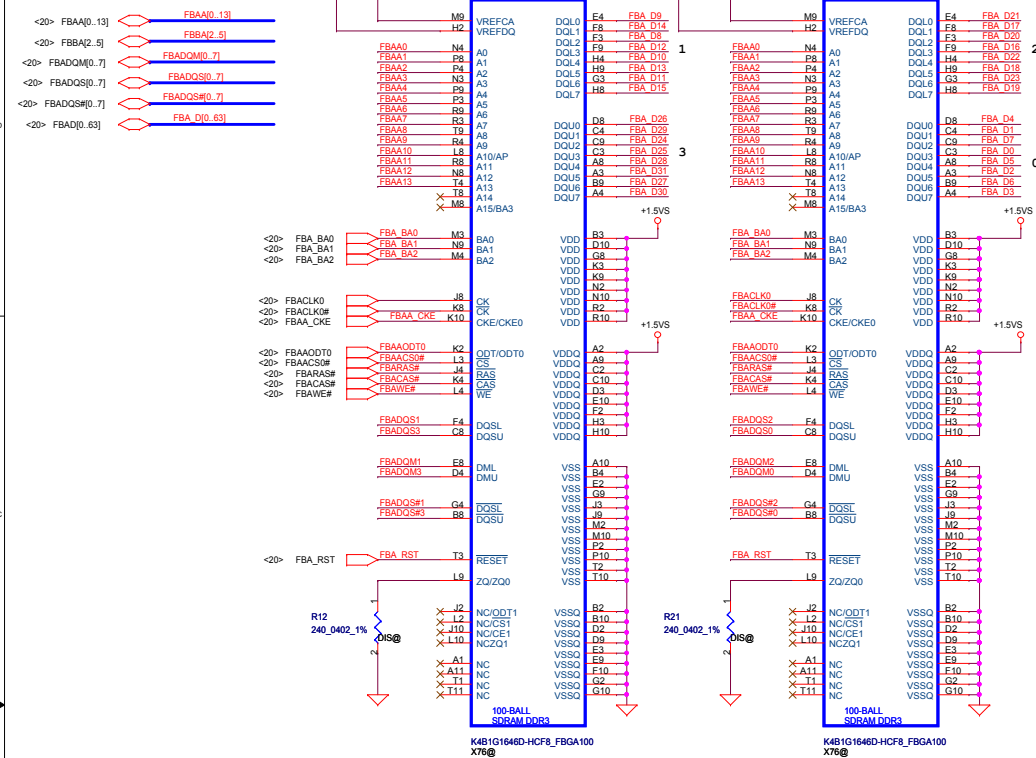 <20> FBAA[0..13] FBAA[0..13]
<20> FBBA[2..5] FBBA[2..5]
<20> FBADQM[0..7] FBADQM[0..7]
<20> FBADQS[0..7] FBADQS[0..7]
<20> FBADQS#[0..7] FBADQS#[0..7]
<20> FBAD[0..63] FBA_D[0..63]
M9 VREFCA
H2 VREFDQ
FBAA0 N4 A0
FBAA1 P8 A1
FBAA2 P4 A2
FBAA3 N3 A3
FBAA4 P9 A4
FBAA5 P3 A5
FBAA6 R9 A6
FBAA7 R3 A7
FBAA8 T9 A8
FBAA9 R4 A9
FBAA10 L8 A10/AP
FBAA11 R8 A11
FBAA12 N8 A12
FBAA13 T4 A13
T8 A14
M8 A15/BA3
<20> FBA_BA0 FBA_BA0 M3 BA0
<20> FBA_BA1 FBA_BA1 N9 BA1
<20> FBA_BA2 FBA_BA2 M4 BA2
<20> FBACLK0 J8 CK
<20> FBACLK0# K8 CK
<20> FBAA_CKE FBAA_CKE K10 CKE/CKE0
<20> FBAAODT0 FBAAODT0 K2 ODT/ODT0
<20> FBAACS0# FBAACS0# L3 CS
<20> FBARAS# FBARAS# J4 RAS
<20> FBACAS# FBACAS# K4 CAS
<20> FBAWE# FBAWE# L4 WE
FBADQS1 F4 DQSL
FBADQS3 C8 DQSU
FBADQM1 E8 DML
FBADQM3 D4 DMU
FBADQS#1 G4 DQSL
FBADQS#3 B8 DQSU
<20> FBA_RST FBA_RST T3 RESET
L9 ZQ/ZQ0
1
R12
240_0402_1%
DIS@
2
J2 NC/ODT1
L2 NC/CS1
J10 NC/CE1
L10 NCZQ1
A1 NC
A11 NC
T1 NC
T11 NC
DQL0 E4 FBA_D9
DQL1 F8 FBA_D14
DQL2 F3 FBA_D8
DQL3 F9 FBA_D12
DQL4 H4 FBA_D10
DQL5 H9 FBA_D13
DQL6 G3 FBA_D11
DQL7 H8 FBA_D15
1
DQU0 D8 FBA_D26
DQU1 C4 FBA_D29
DQU2 C9 FBA_D24
DQU3 C3 FBA_D25
DQU4 A8 FBA_D28
DQU5 A3 FBA_D31
DQU6 B9 FBA_D27
DQU7 A4 FBA_D30
3
+1.5VS
VDD B3
VDD D10
VDD G8
VDD K3
VDD K9
VDD N2
VDD N10
VDD R2
VDD R10
+1.5VS
VDDQ A2
VDDQ A9
VDDQ C2
VDDQ C10
VDDQ D3
VDDQ E10
VDDQ F2
VDDQ H3
VDDQ H10
VSS A10
VSS B4
VSS E2
VSS G9
VSS J3
VSS J9
VSS M2
VSS M10
VSS P2
VSS P10
VSS T2
VSS T10
VSSQ B2
VSSQ B10
VSSQ D2
VSSQ D9
VSSQ E3
VSSQ E9
VSSQ F10
VSSQ G2
VSSQ G10
100-BALL
SDRAM DDR3
K4B1G1646D-HCF8_FBGA100
X76@
M9 VREFCA
H2 VREFDQ
FBAA0 N4 A0
FBAA1 P8 A1
FBAA2 P4 A2
FBAA3 N3 A3
FBAA4 P9 A4
FBAA5 P3 A5
FBAA6 R9 A6
FBAA7 R3 A7
FBAA8 T9 A8
FBAA9 R4 A9
FBAA10 L8 A10/AP
FBAA11 R8 A11
FBAA12 N8 A12
FBAA13 T4 A13
T8 A14
M8 A15/BA3
FBA_BA0 M3 BA0
FBA_BA1 N9 BA1
FBA_BA2 M4 BA2
FBACLK0 J8 CK
FBACLK0# K8 CK
FBAA_CKE K10 CKE/CKE0
FBAAODT0 K2 ODT/ODT0
FBAACS0# L3 CS
FBARAS# J4 RAS
FBACAS# K4 CAS
FBAWE# L4 WE
FBADQS2 F4 DQSL
FBADQS0 C8 DQSU
FBADQM2 E8 DML
FBADQM0 D4 DMU
FBADQS#2 G4 DQSL
FBADQS#0 B8 DQSU
FBA_RST T3 RESET
L9 ZQ/ZQ0
1
R21
240_0402_1%
DIS@
2
J2 NC/ODT1
L2 NC/CS1
J10 NC/CE1
L10 NCZQ1
A1 NC
A11 NC
T1 NC
T11 NC
DQL0 E4 FBA_D21
DQL1 F8 FBA_D17
DQL2 F3 FBA_D20
DQL3 F9 FBA_D16
DQL4 H4 FBA_D22
DQL5 H9 FBA_D18
DQL6 G3 FBA_D23
DQL7 H8 FBA_D19
2
DQU0 D8 FBA_D4
DQU1 C4 FBA_D1
DQU2 C9 FBA_D7
DQU3 C3 FBA_D0
DQU4 A8 FBA_D5
DQU5 A3 FBA_D2
DQU6 B9 FBA_D6
DQU7 A4 FBA_D3
+1.5VS
VDD B3
VDD D10
VDD G8
VDD K3
VDD K9
VDD N2
VDD N10
VDD R2
VDD R10
+1.5VS
VDDQ A2
VDDQ A9
VDDQ C2
VDDQ C10
VDDQ D3
VDDQ E10
VDDQ F2
VDDQ H3
VDDQ H10
VSS A10
VSS B4
VSS E2
VSS G9
VSS J3
VSS J9
VSS M2
VSS M10
VSS P2
VSS P10
VSS T2
VSS T10
VSSQ B2
VSSQ B10
VSSQ D2
VSSQ D9
VSSQ E3
VSSQ E9
VSSQ F10
VSSQ G2
VSSQ G10
100-BALL
SDRAM DDR3
K4B1G1646D-HCF8_FBGA100
X76@